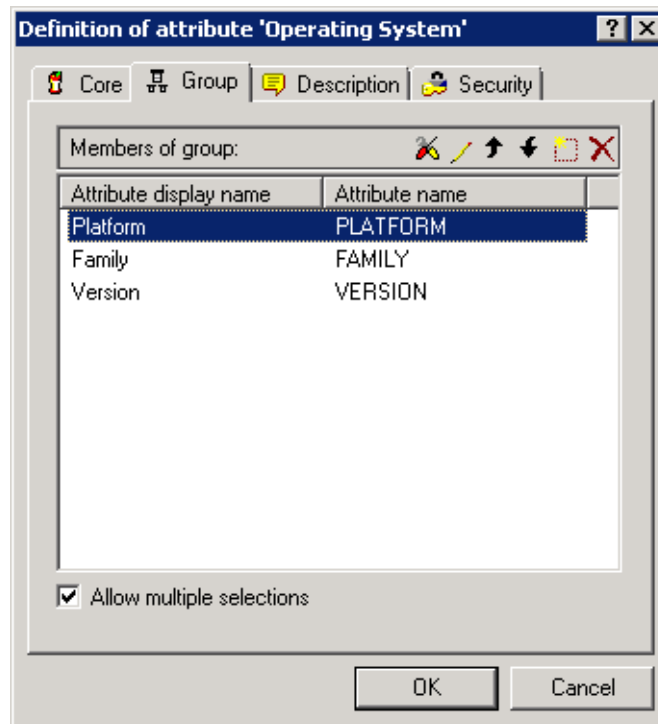 Definition of attribute 'Operating System'
Core Group Description Security
Members of group:
Attribute display name Attribute name
Platform PLATFORM
Family FAMILY
Version VERSION
Allow multiple selections
OK Cancel